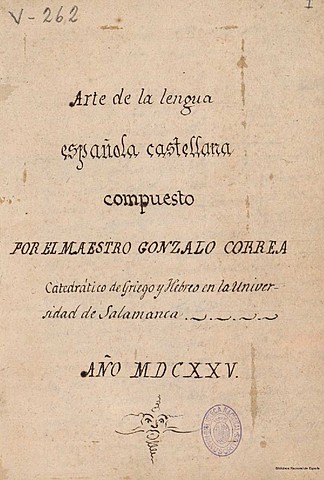 V-262
1
Arte de la lengua
española castellana
compuesto
POR EL MAESTRO GONZALO CORREA
Catedrático de Griego y Hebreo en la Univer-
sidad de Salamanca
AÑO MDCXXV.
Biblioteca Nacional de España